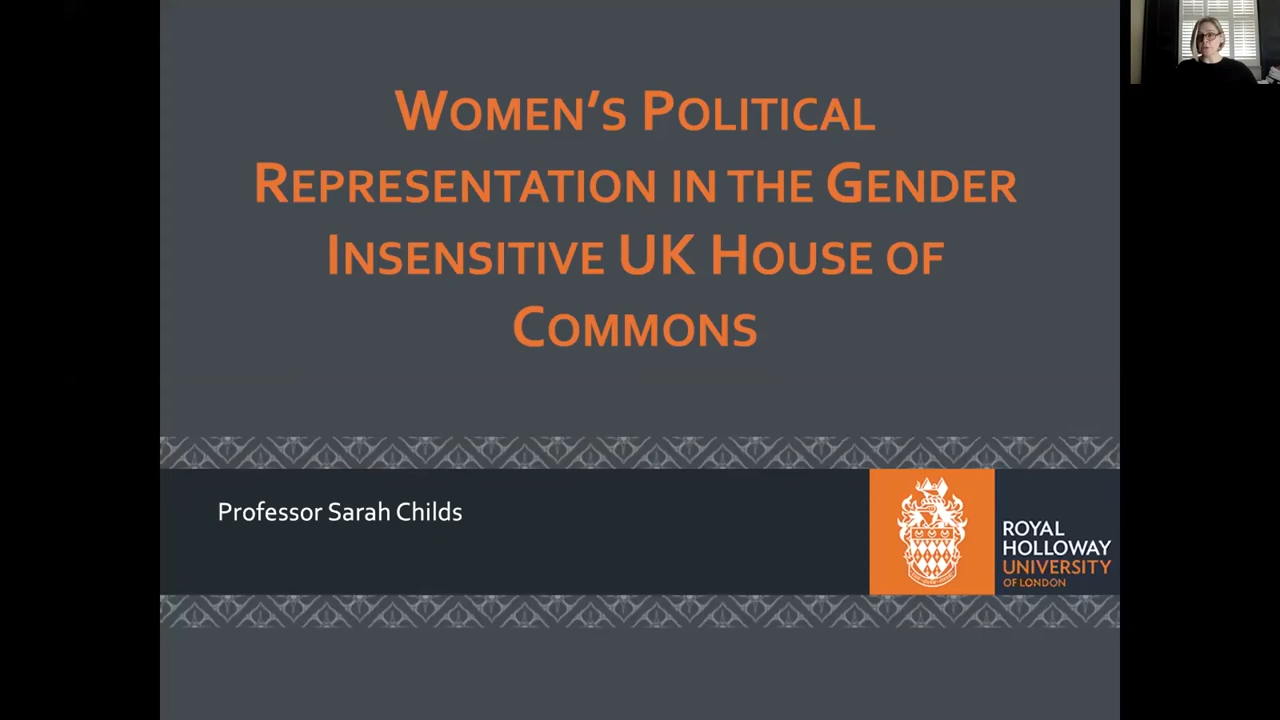 WOMEN'S POLITICAL
REPRESENTATION IN THE GENDER
INSENSITIVE UK HOUSE OF
COMMONS
Professor Sarah Childs
ROYAL
HOLLOWAY
UNIVERSITY
OF LONDON